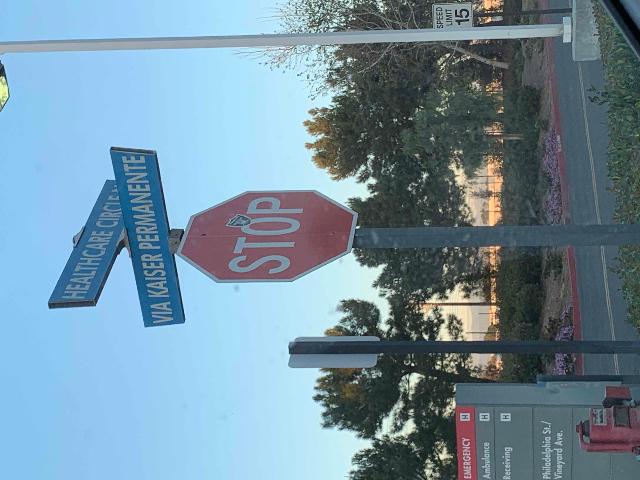 HEALTHCARE CIRCLE
VIA KAISER PERMANENTE
STOP
SPEED
LIMIT
15
EMERGENCY H
Ambulance H
Receiving H
Philadelphia St./
Vineyard Ave.